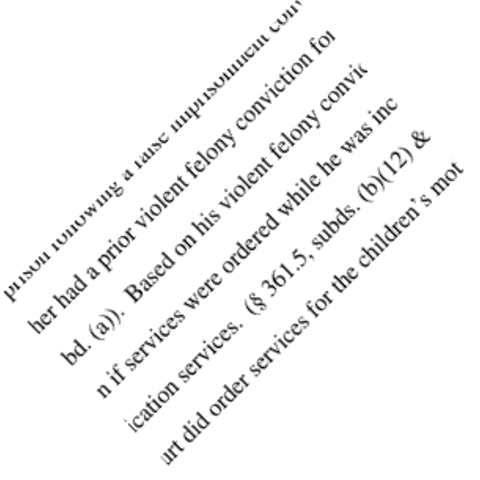 prison following a false imprisonment conv
her had a prior violent felony conviction for
bd. (a)).  Based on his violent felony convic
n if services were ordered while he was inc
ication services.  (§ 361.5, subds. (b)(12) &
urt did order services for the children's mot